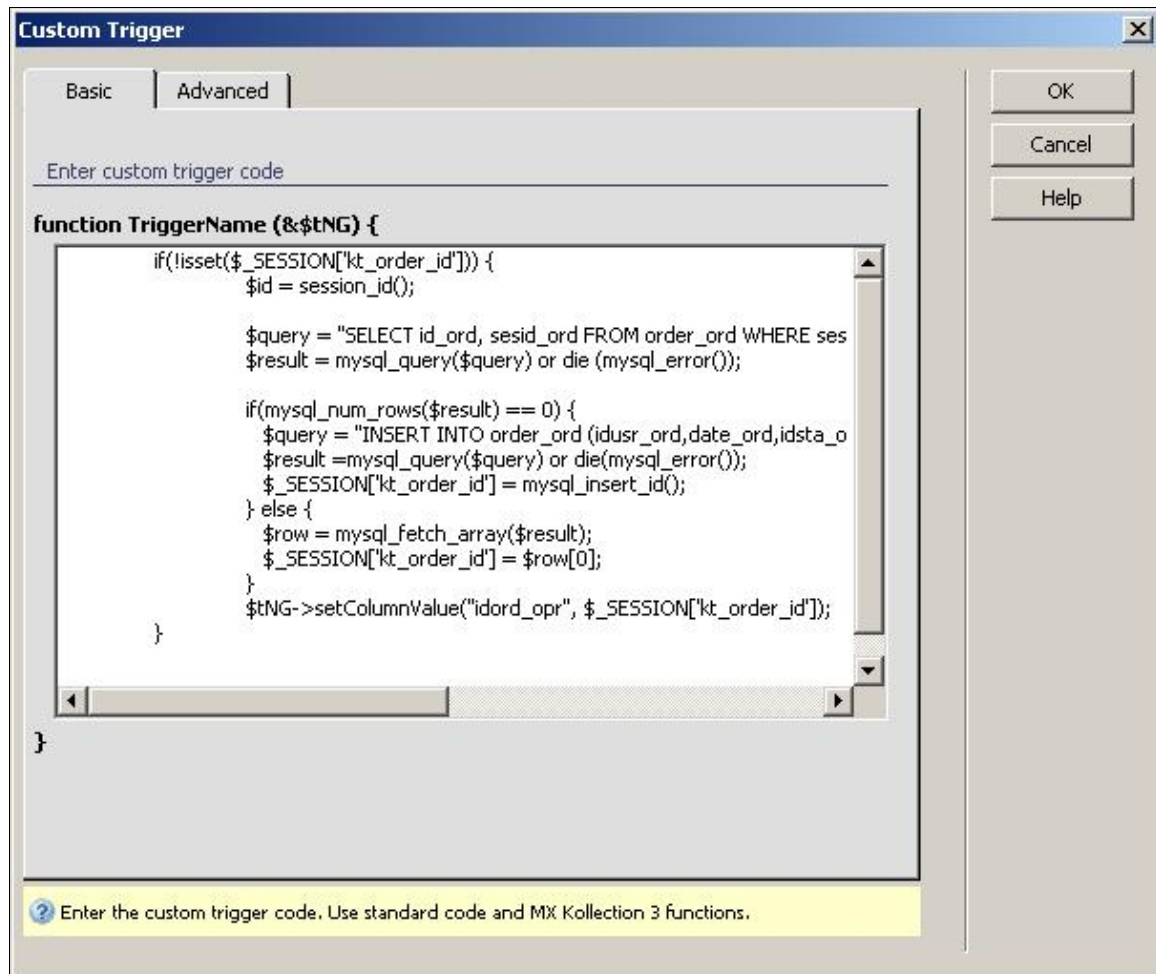 Custom Trigger
Basic
Advanced
OK
Cancel
Help
Enter custom trigger code
function TriggerName (&$tNG) {
if(!isset($_SESSION['kt_order_id'])) {
$id = session_id();
$query = "SELECT id_ord, sesid_ord FROM order_ord WHERE ses
$result = mysql_query($query) or die (mysql_error());
if(mysql_num_rows($result) == 0) {
$query = "INSERT INTO order_ord (idusr_ord,date_ord,idsta_o
$result =mysql_query($query) or die(mysql_error());
$_SESSION['kt_order_id'] = mysql_insert_id();
} else {
$row = mysql_fetch_array($result);
$_SESSION['kt_order_id'] = $row[0];
}
$tNG->setColumnValue("idord_opr", $_SESSION['kt_order_id']);
}
}
Enter the custom trigger code. Use standard code and MX Kollection 3 functions.